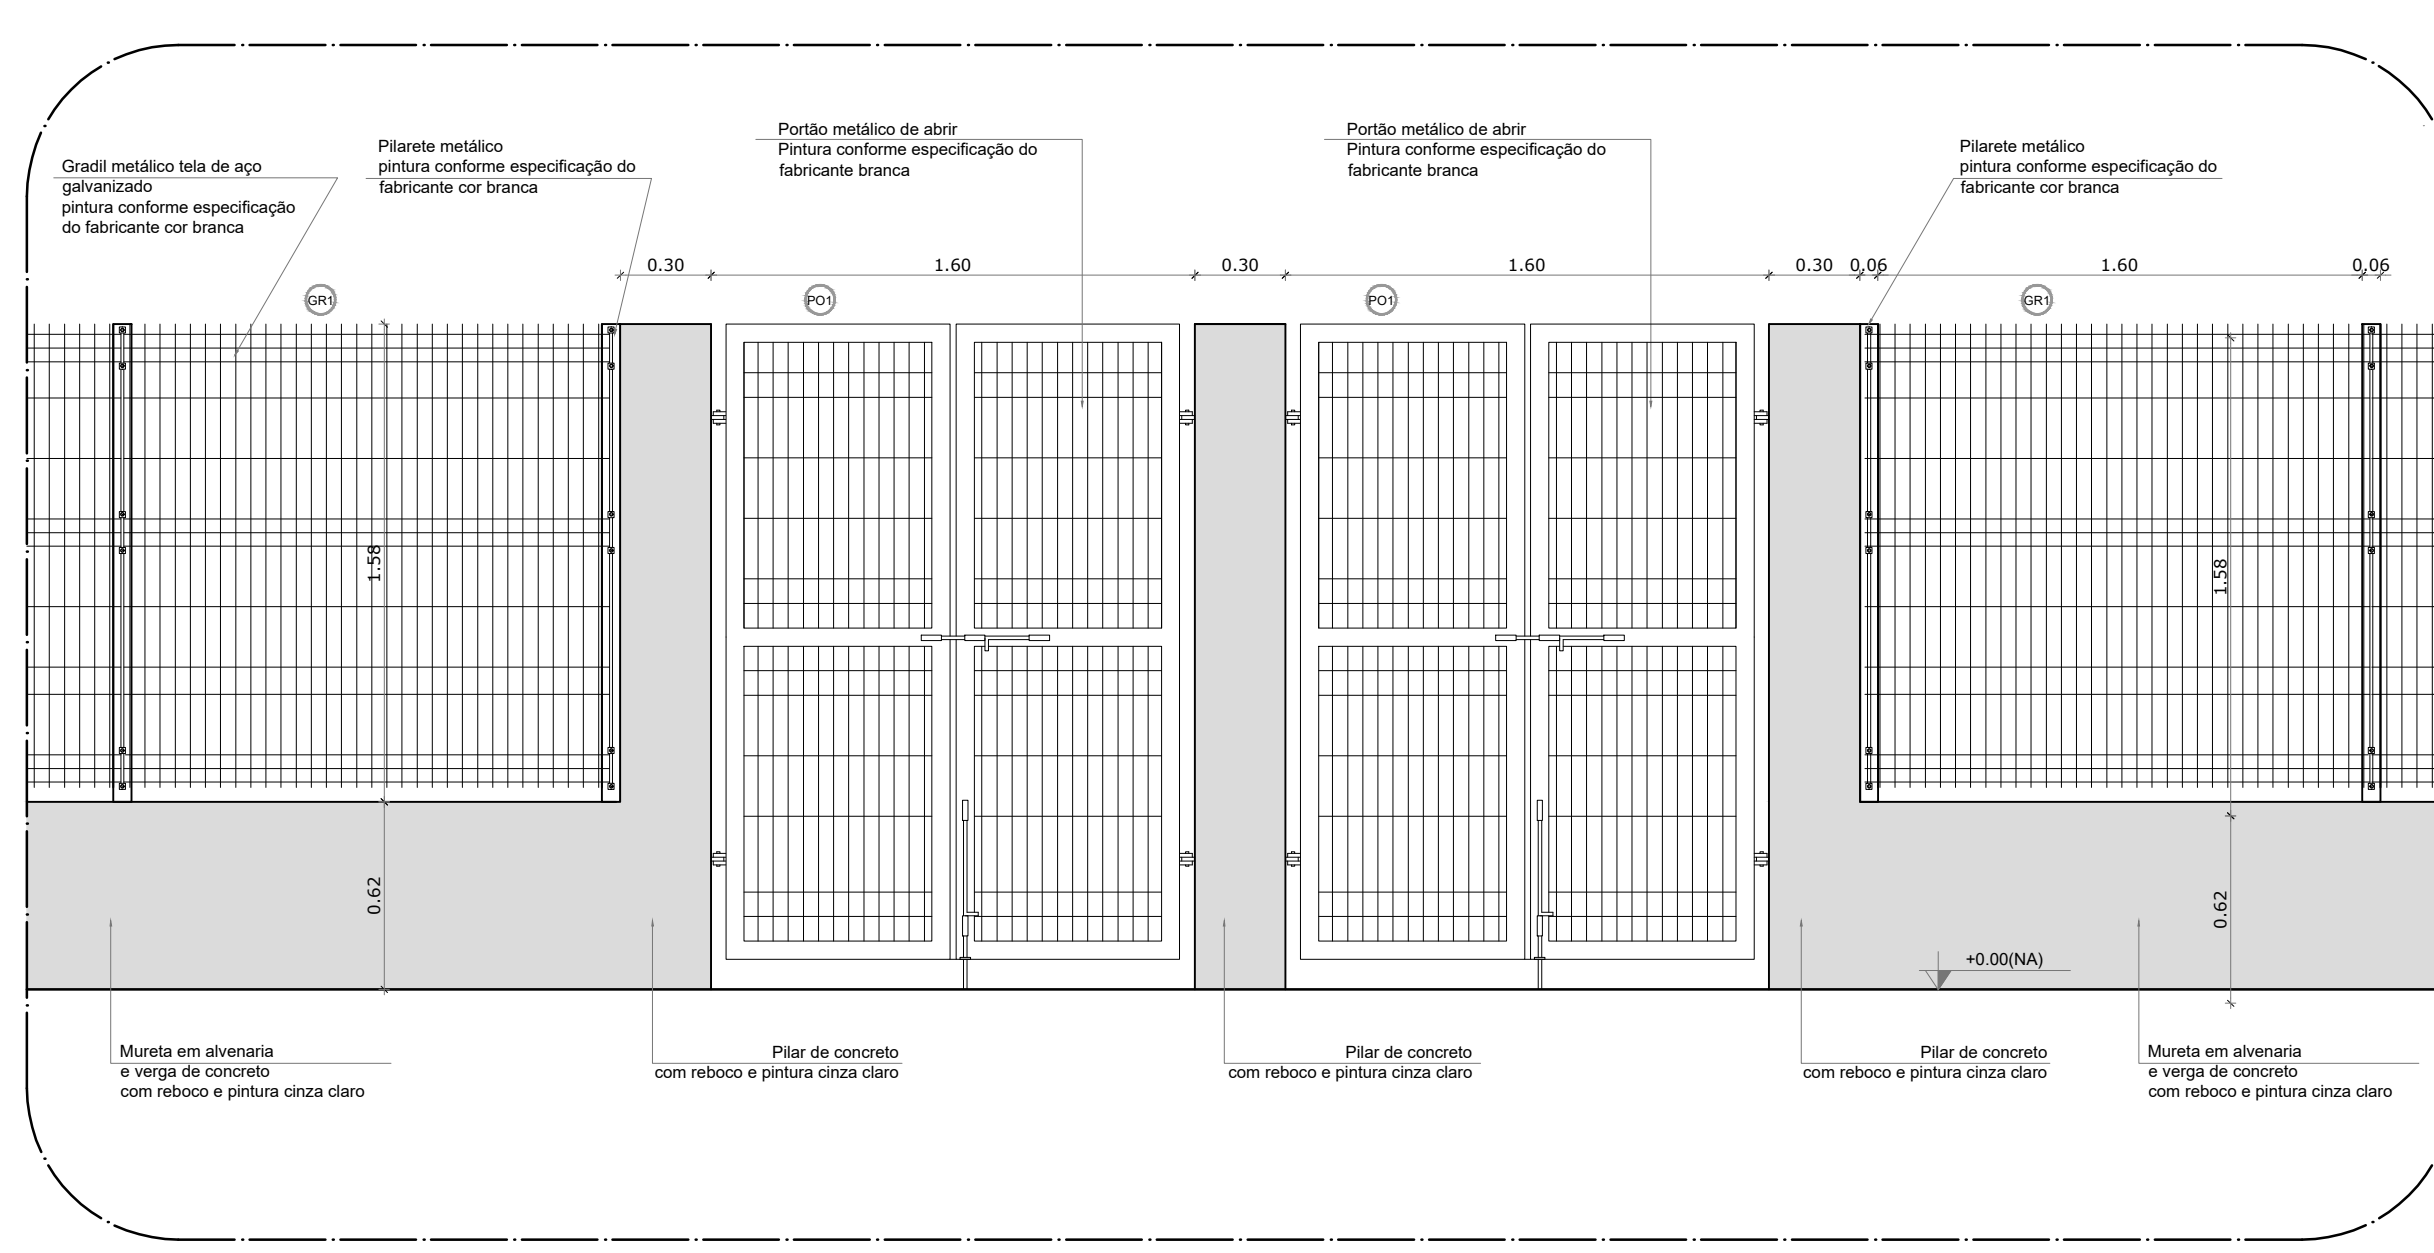 Gradil metálico tela de aço
galvanizado
pintura conforme especificação
do fabricante cor branca
Pilarete metálico
pintura conforme especificação do
fabricante cor branca
Portão metálico de abrir
Pintura conforme especificação do
fabricante branca
Portão metálico de abrir
Pintura conforme especificação do
fabricante branca
Pilarete metálico
pintura conforme especificação do
fabricante cor branca
0.30
1.60
0.30
1.60
0.30
0.06
1.60
0.06
GR1
PO1
PO1
GR1
1.58
1.58
0.62
0.62
+0.00(NA)
Mureta em alvenaria
e verga de concreto
com reboco e pintura cinza claro
Pilar de concreto
com reboco e pintura cinza claro
Pilar de concreto
com reboco e pintura cinza claro
Pilar de concreto
com reboco e pintura cinza claro
Mureta em alvenaria
e verga de concreto
com reboco e pintura cinza claro